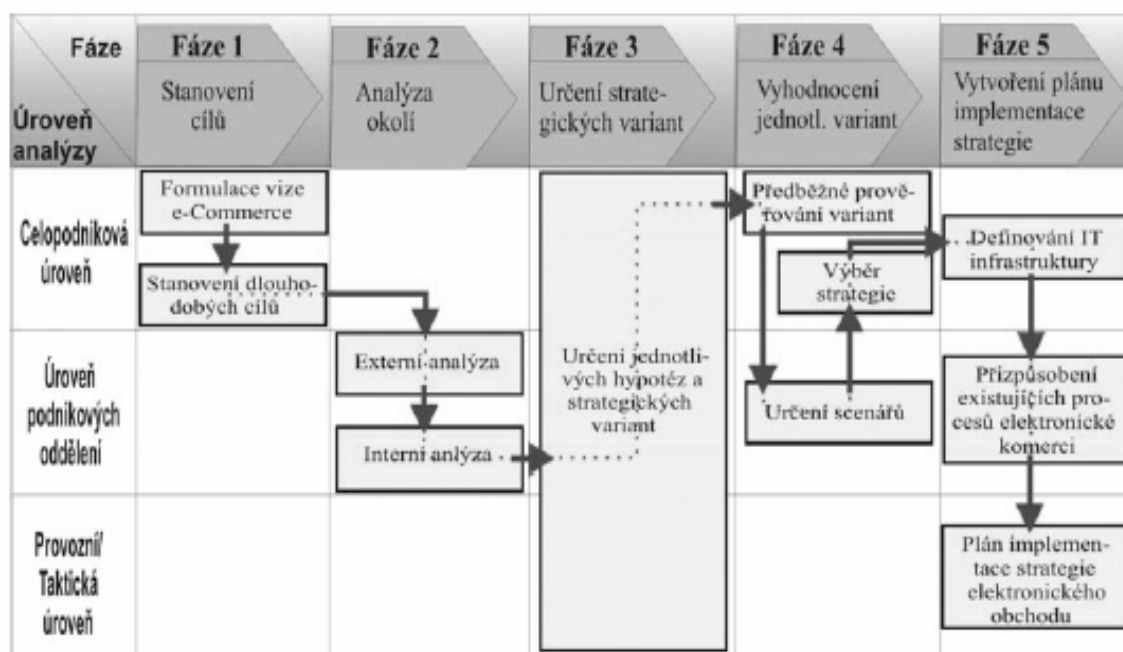 Fáze
Úroveň
analýzy
Fáze 1
Stanovení
cílů
Fáze 2
Analýza
okolí
Fáze 3
Určení strate-
gických variant
Fáze 4
Vyhodnocení
jednotl. variant
Fáze 5
Vytvoření plánu
implementace
strategie
Celopodniková
úroveň
Formulace vize
e-Commerce
Stanovení dlouho-
dobých cílů
Předběžné prově-
řování variant
Výběr
strategie
Definování IT
infrastruktury
Úroveň
podnikových
oddělení
Externí analýza
Interní anlýza
Určení jednotli-
vých hypotéz a
strategických
variant
Určení scenářů
Přizpůsobení
existujících pro-
cesů elektronické
komerci
Provozní/
Taktická
úroveň
Plán implemen-
tace strategie
elektronického
obchodu